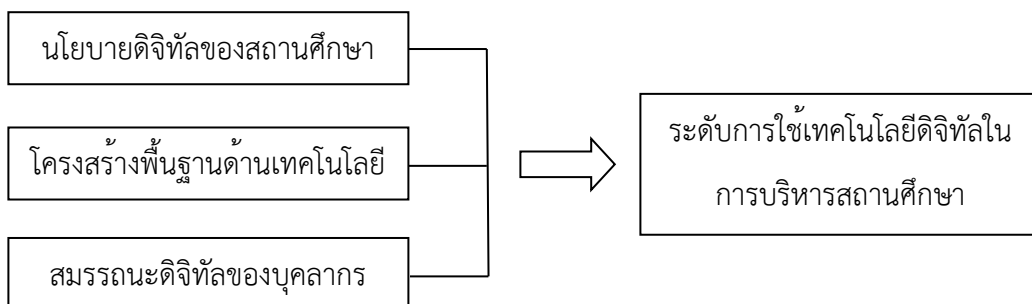 นโยบายดิจิทัลของสถานศึกษา
โครงสร้างพื้นฐานด้านเทคโนโลยี
สมรรถนะดิจิทัลของบุคลากร
ระดับการใช้เทคโนโลยีดิจิทัลใน
การบริหารสถานศึกษา